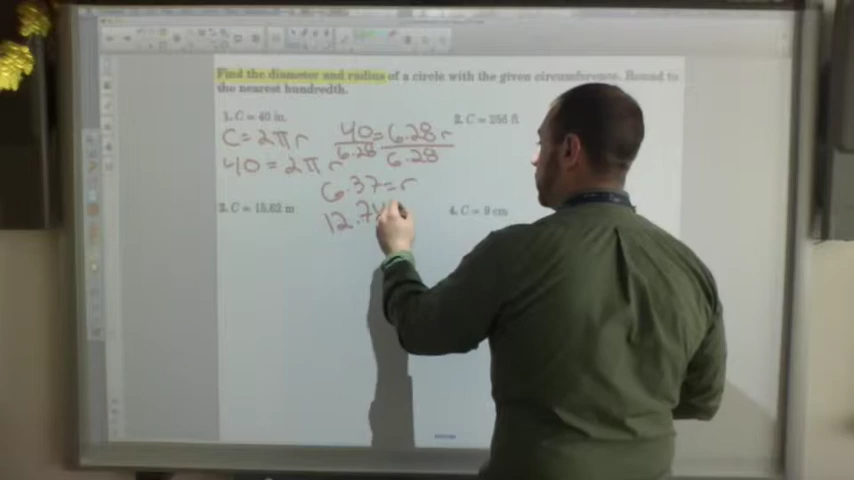 Find the diameter and radius of a circle with the given circumference. Round to
the nearest hundredth.
1. C = 40 in.
C = 2πr
40 = 2πr
40 = 6.28 r
6.28 6.28
6.37 = r
12.74
2. C = 256 ft
3. C = 15.62 m
4. C = 9 cm